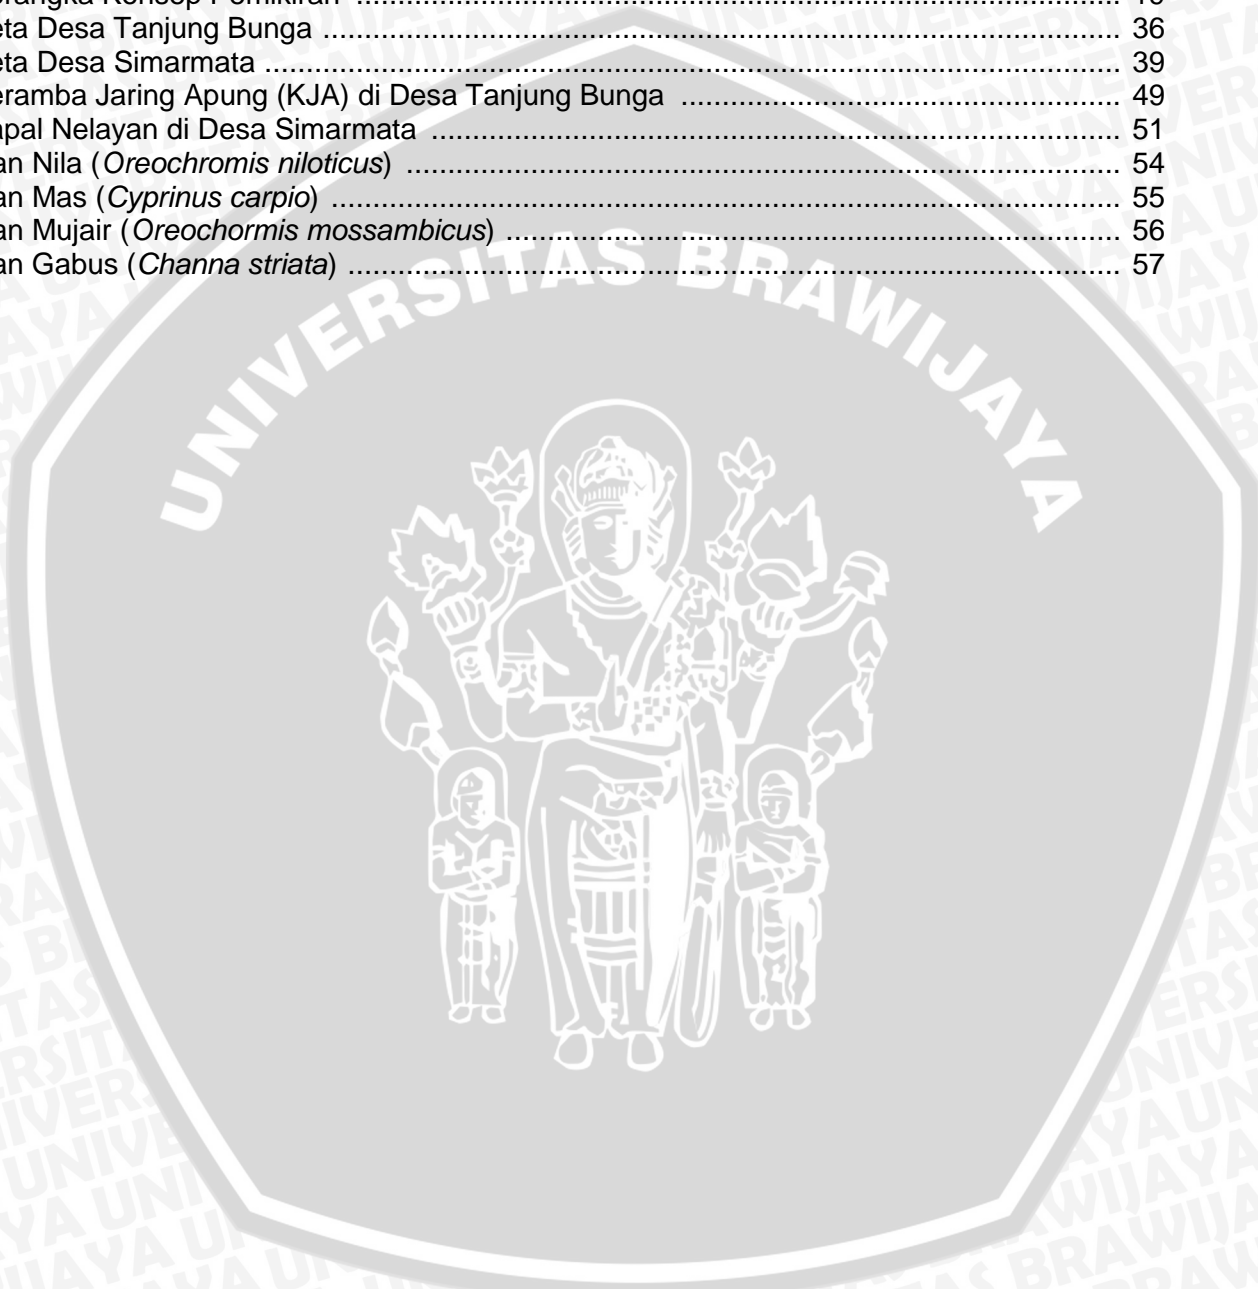 eta Desa Tanjung Bunga ........ 36
eta Desa Simarmata ........ 39
eramba Jaring Apung (KJA) di Desa Tanjung Bunga ........ 49
apal Nelayan di Desa Simarmata ........ 51
an Nila (Oreochromis niloticus) ........ 54
an Mas (Cyprinus carpio) ........ 55
an Mujair (Oreochormis mossambicus) ........ 56
an Gabus (Channa striata) ........ 57
UNIVERSITAS BRAWIJAYA